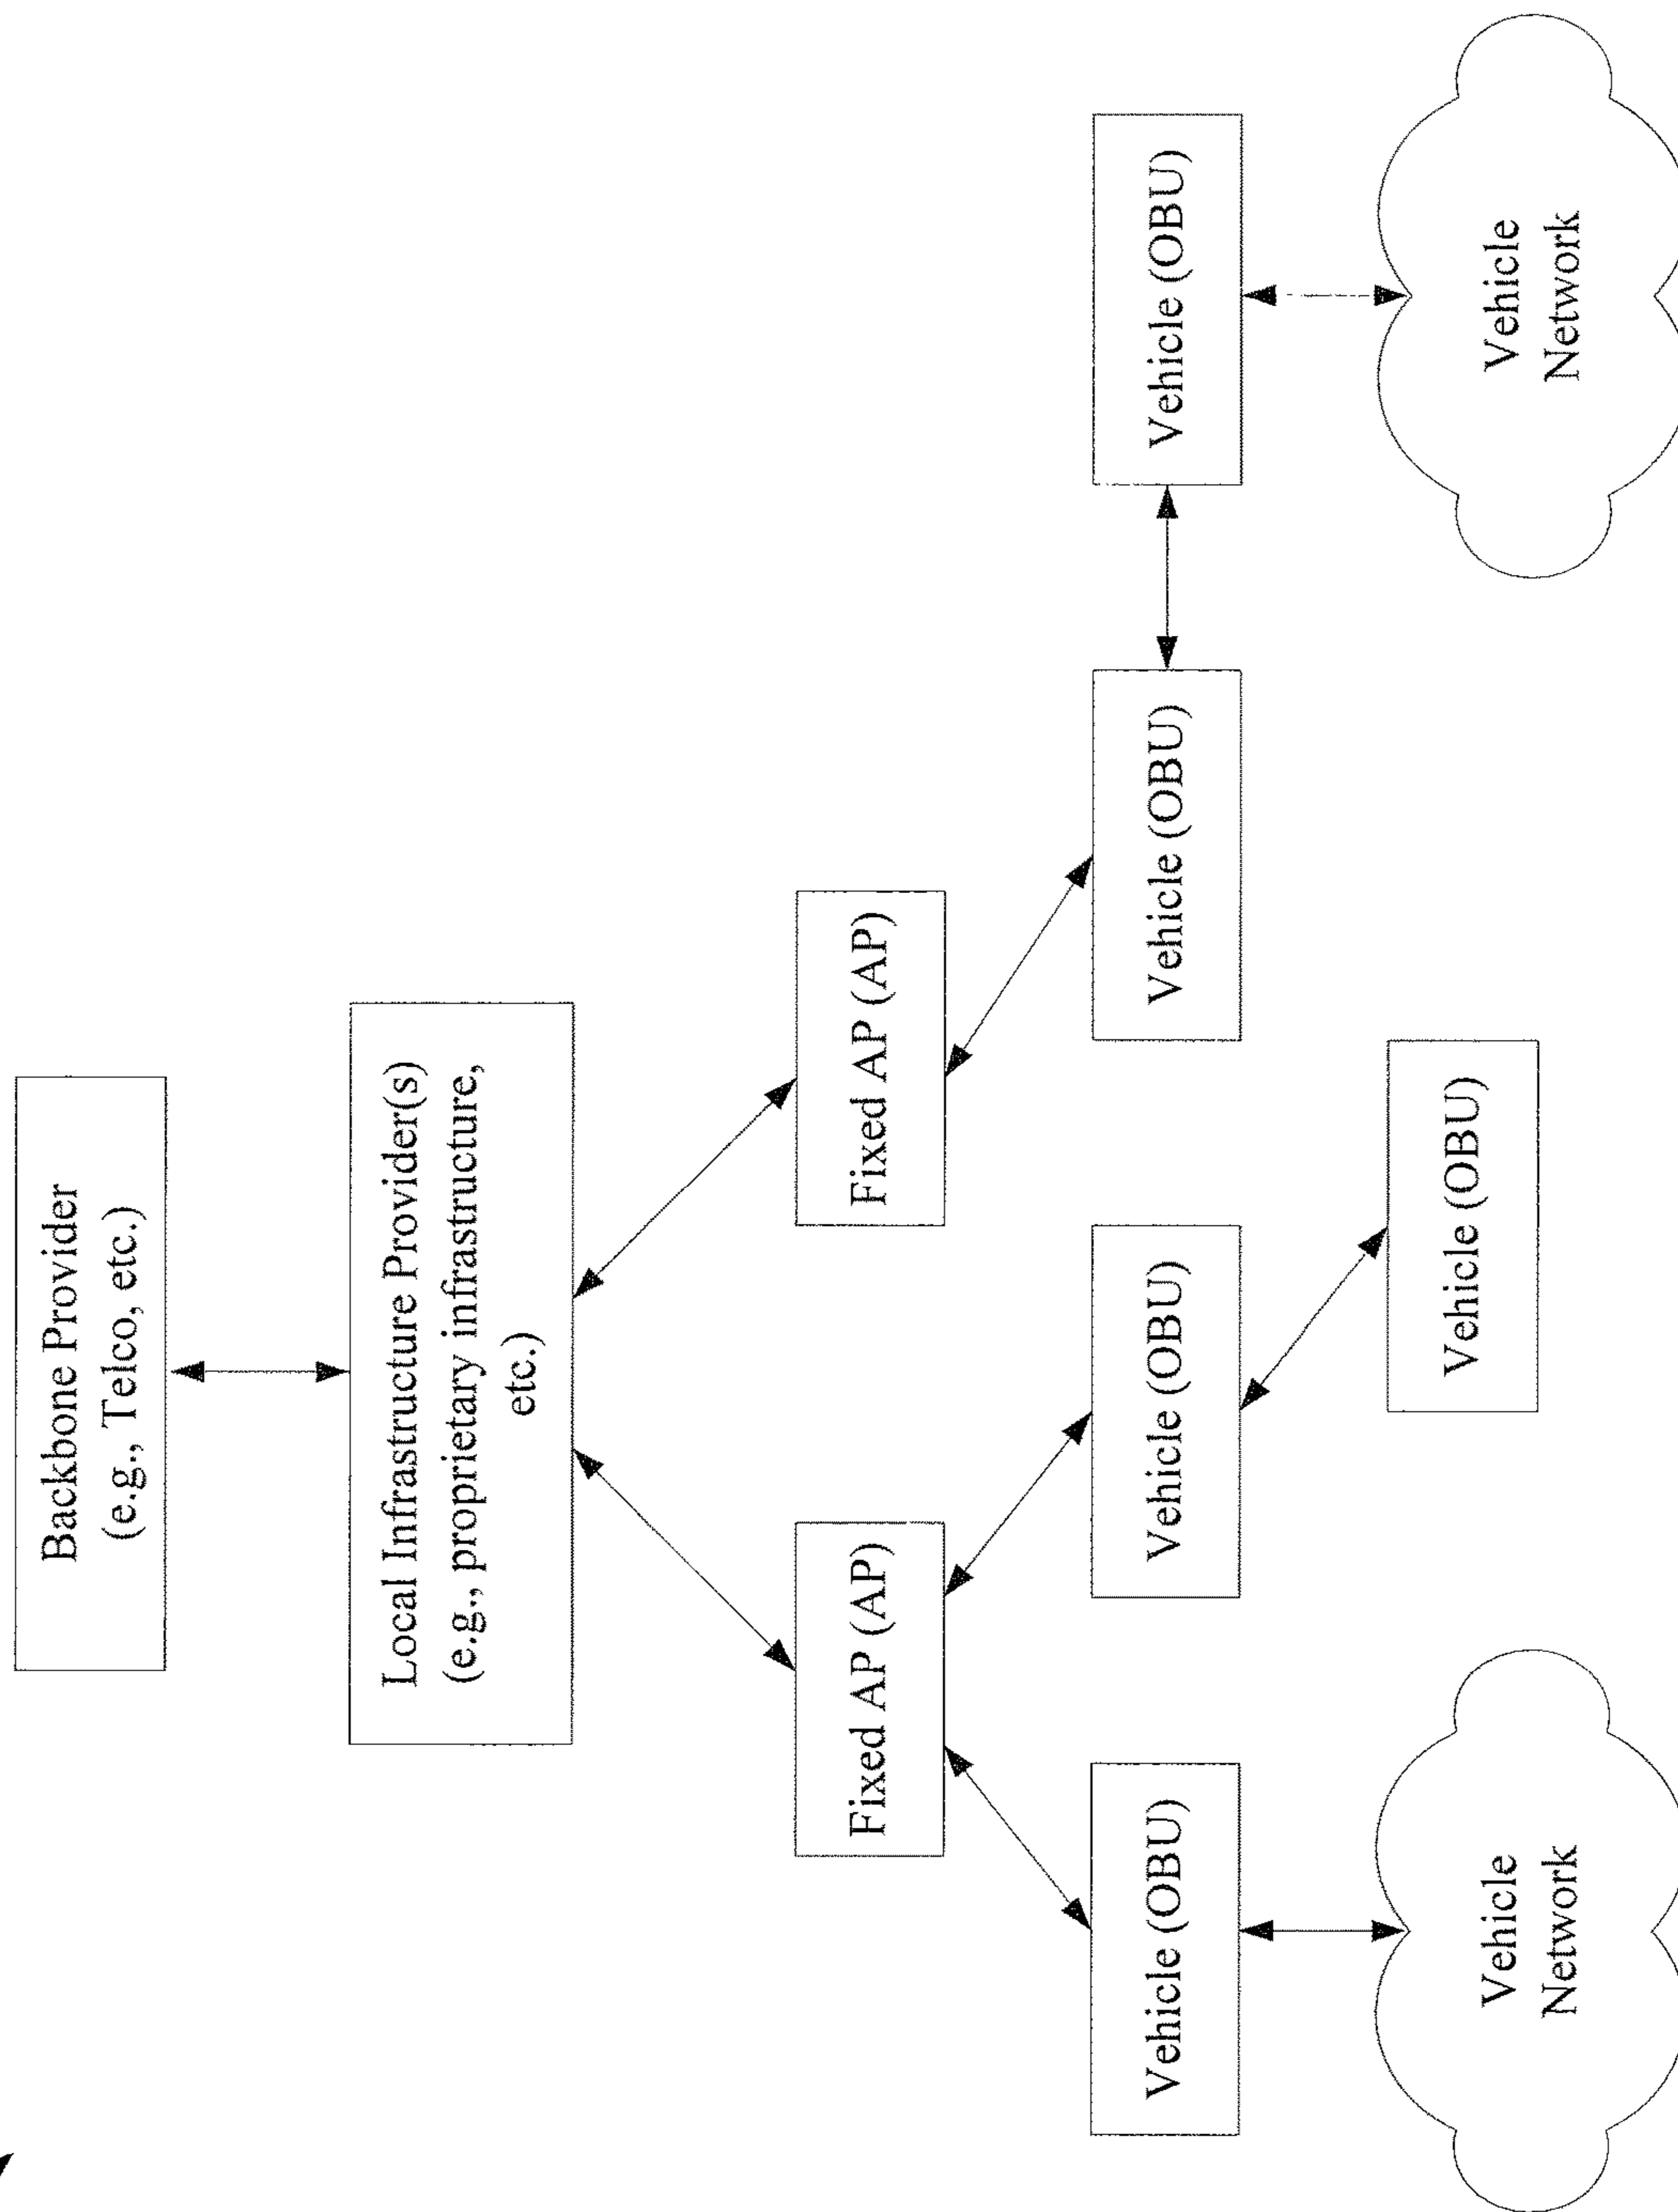 Backbone Provider
(e.g., Telco, etc.)
Local Infrastructure Provider(s)
(e.g., proprietary infrastructure,
etc.)
Fixed AP (AP)
Fixed AP (AP)
Vehicle (OBU)
Vehicle (OBU)
Vehicle (OBU)
Vehicle (OBU)
Vehicle
Network
Vehicle (OBU)
Vehicle
Network